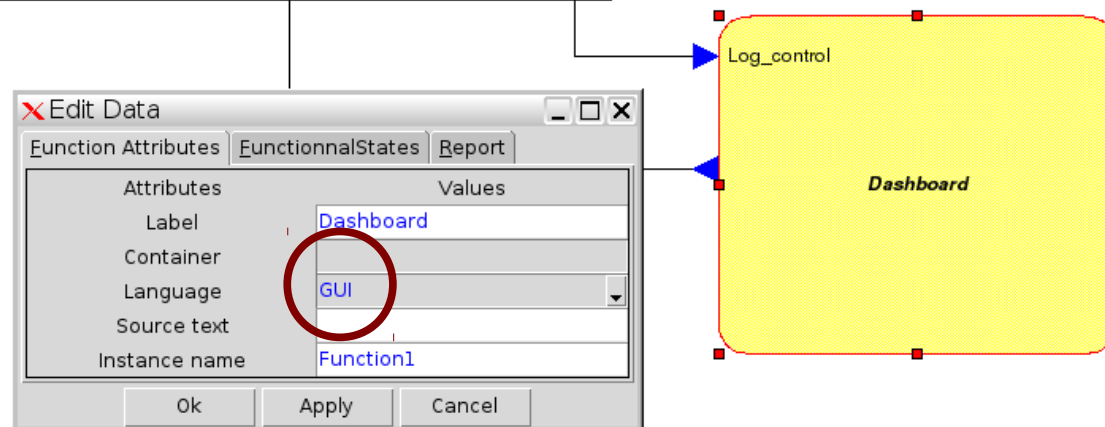 Log_control
Edit Data
Function Attributes FunctionnalStates Report
Attributes Values
Label Dashboard
Container
Language GUI
Source text
Instance name Function1
Ok Apply Cancel
Dashboard